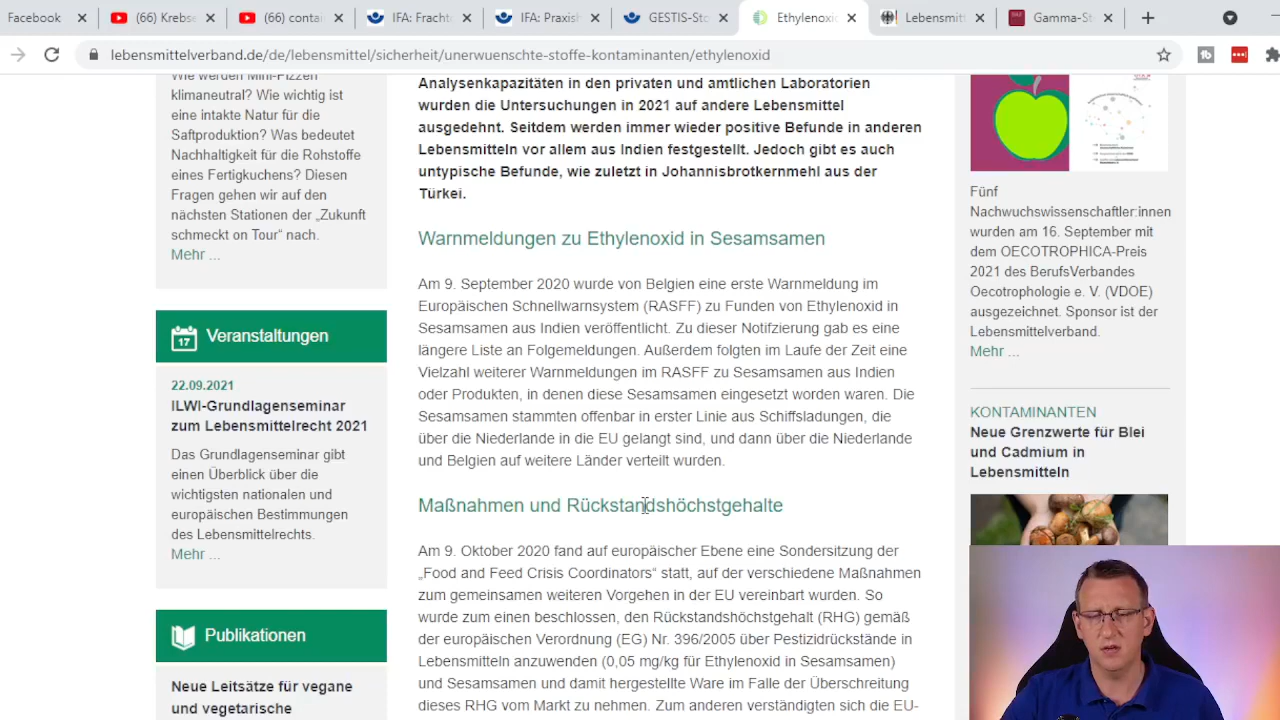 Facebook
(66) Krebse
(66) contai
IFA: Fracht
IFA: Praxish
GESTIS-Sto
Ethylenoxid
Lebensmitt
Gamma-St
lebensmittelverband.de/de/lebensmittel/sicherheit/unerwuenschte-stoffe-kontaminanten/ethylenoxid
Wie werden Mini-Pizzen
klimaneutral? Wie wichtig ist
eine intakte Natur für die
Saftproduktion? Was bedeutet
Nachhaltigkeit für die Rohstoffe
eines Fertigkuchens? Diesen
Fragen gehen wir auf den
nächsten Stationen der „Zukunft
schmeckt on Tour“ nach.
Mehr ...
17 Veranstaltungen
22.09.2021
ILWI-Grundlagenseminar
zum Lebensmittelrecht 2021
Das Grundlagenseminar gibt
einen Überblick über die
wichtigsten nationalen und
europäischen Bestimmungen
des Lebensmittelrechts.
Mehr ...
Publikationen
Neue Leitsätze für vegane
und vegetarische
Analysenkapazitäten in den privaten und amtlichen Laboratorien
wurden die Untersuchungen in 2021 auf andere Lebensmittel
ausgedehnt. Seitdem werden immer wieder positive Befunde in anderen
Lebensmitteln vor allem aus Indien festgestellt. Jedoch gibt es auch
untypische Befunde, wie zuletzt in Johannisbrotkernmehl aus der
Türkei.
Warnmeldungen zu Ethylenoxid in Sesamsamen
Am 9. September 2020 wurde von Belgien eine erste Warnmeldung im
Europäischen Schnellwarnsystem (RASFF) zu Funden von Ethylenoxid in
Sesamsamen aus Indien veröffentlicht. Zu dieser Notifzierung gab es eine
längere Liste an Folgemeldungen. Außerdem folgten im Laufe der Zeit eine
Vielzahl weiterer Warnmeldungen im RASFF zu Sesamsamen aus Indien
oder Produkten, in denen diese Sesamsamen eingesetzt worden waren. Die
Sesamsamen stammten offenbar in erster Linie aus Schiffsladungen, die
über die Niederlande in die EU gelangt sind, und dann über die Niederlande
und Belgien auf weitere Länder verteilt wurden.
Maßnahmen und Rückstandshöchstgehalte
Am 9. Oktober 2020 fand auf europäischer Ebene eine Sondersitzung der
„Food and Feed Crisis Coordinators“ statt, auf der verschiedene Maßnahmen
zum gemeinsamen weiteren Vorgehen in der EU vereinbart wurden. So
wurde zum einen beschlossen, den Rückstandshöchstgehalt (RHG) gemäß
der europäischen Verordnung (EG) Nr. 396/2005 über Pestizidrückstände in
Lebensmitteln anzuwenden (0,05 mg/kg für Ethylenoxid in Sesamsamen)
und Sesamsamen und damit hergestellte Ware im Falle der Überschreitung
dieses RHG vom Markt zu nehmen. Zum anderen verständigten sich die EU-
Fünf
Nachwuchswissenschaftler:innen
wurden am 16. September mit
dem OECOTROPHICA-Preis
2021 des BerufsVerbandes
Oecotrophologie e. V. (VDOE)
ausgezeichnet. Sponsor ist der
Lebensmittelverband.
Mehr ...
KONTAMINANTEN
Neue Grenzwerte für Blei
und Cadmium in
Lebensmitteln